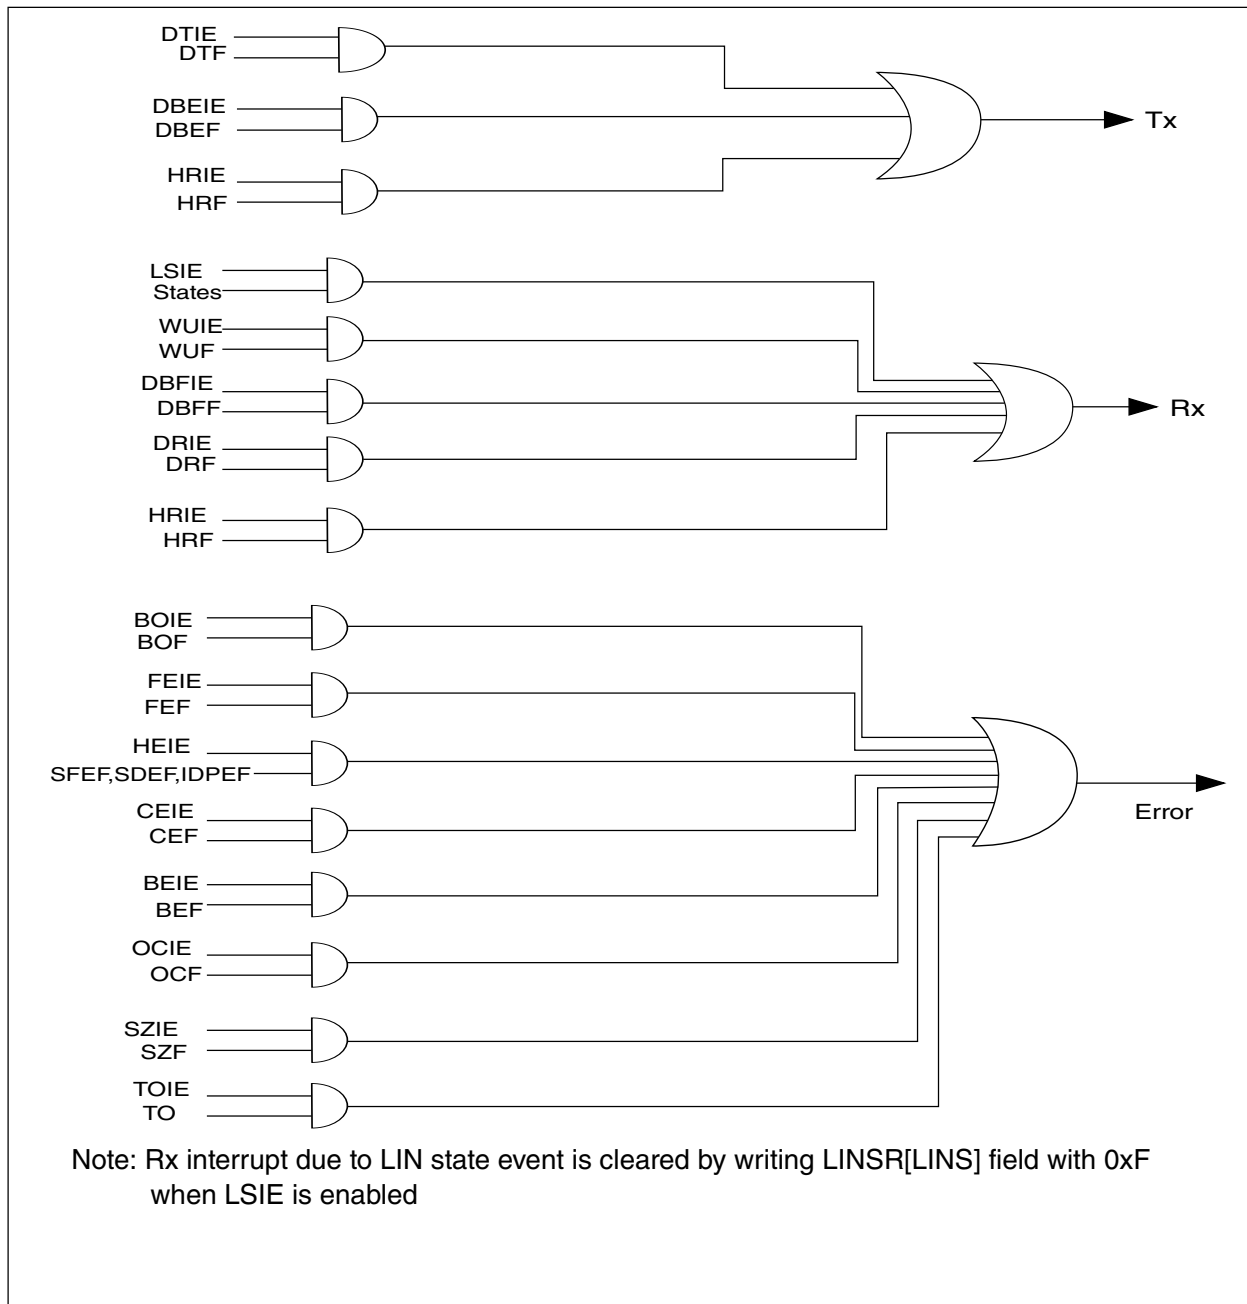 DTIE
DTF
DBEIE
DBEF
HRIE
HRF
Tx
LSIE
States
WUIE
WUF
DBFIE
DBFF
DRIE
DRF
HRIE
HRF
Rx
BOIE
BOF
FEIE
FEF
HEIE
SFEF,SDEF,IDPEF
CEIE
CEF
BEIE
BEF
OCIE
OCF
SZIE
SZF
TOIE
TO
Error
Note: Rx interrupt due to LIN state event is cleared by writing LINSR[LINS] field with 0xF
when LSIE is enabled